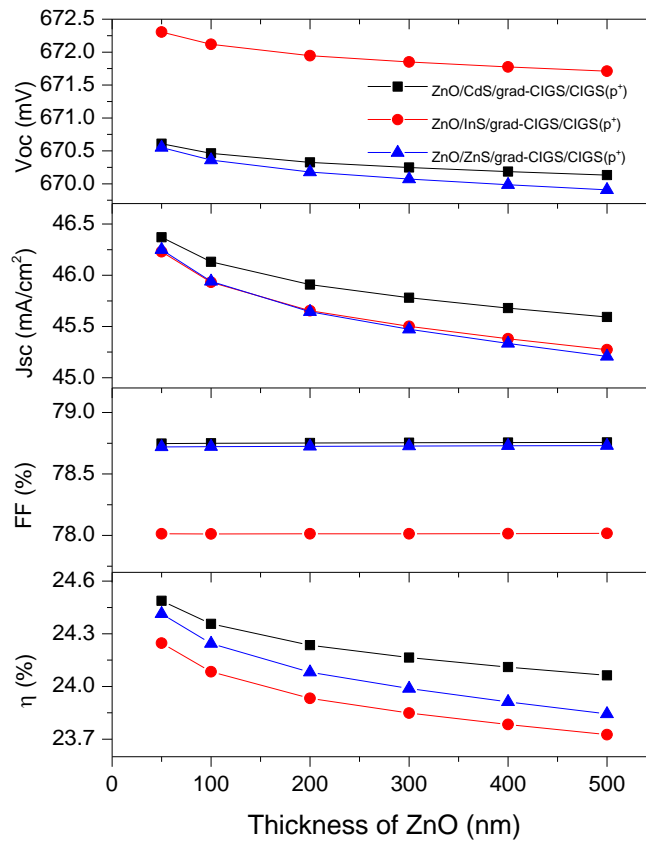 672.5
671.5
671.0
670.5
670.0
Voc (mV)
ZnO/CdS/grad-CIGS/CIGS(p⁺)
ZnO/InS/grad-CIGS/CIGS(p⁺)
ZnO/ZnS/grad-CIGS/CIGS(p⁺)
46.5
46.0
45.5
45.0
Jsc (mA/cm²)
79.0
78.5
78.0
FF (%)
24.6
24.3
24.0
23.7
η (%)
0 100 200 300 400 500
Thickness of ZnO (nm)